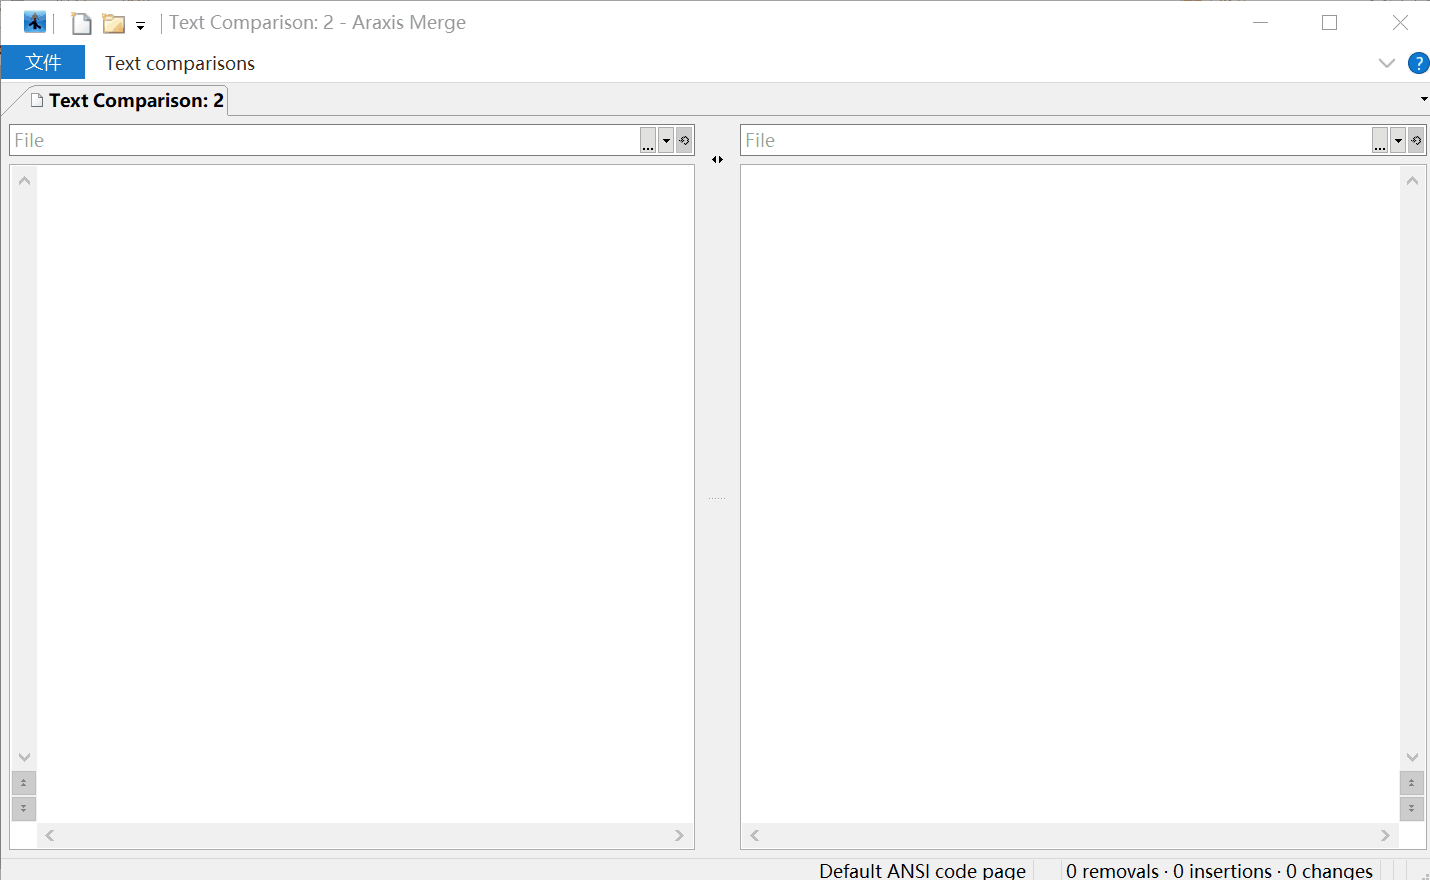 Text Comparison: 2 - Araxis Merge
文件 Text comparisons
?
Text Comparison: 2
File ... File ...
Default ANSI code page 0 removals · 0 insertions · 0 changes